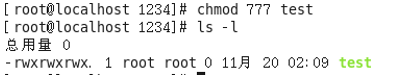 [root@localhost 1234]# chmod 777 test
[root@localhost 1234]# ls -l
总用量 0
-rwxrwxrwx. 1 root root 0 11月 20 02:09 test